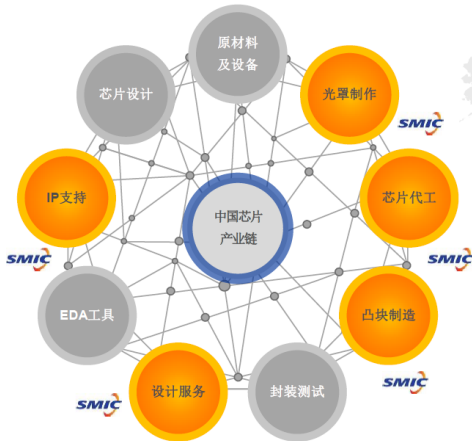 原材料
及设备
芯片设计
光罩制作
SMIC
IP支持
中国芯片
产业链
芯片代工
SMIC
SMIC
EDA工具
凸块制造
设计服务
封装测试
SMIC
SMIC